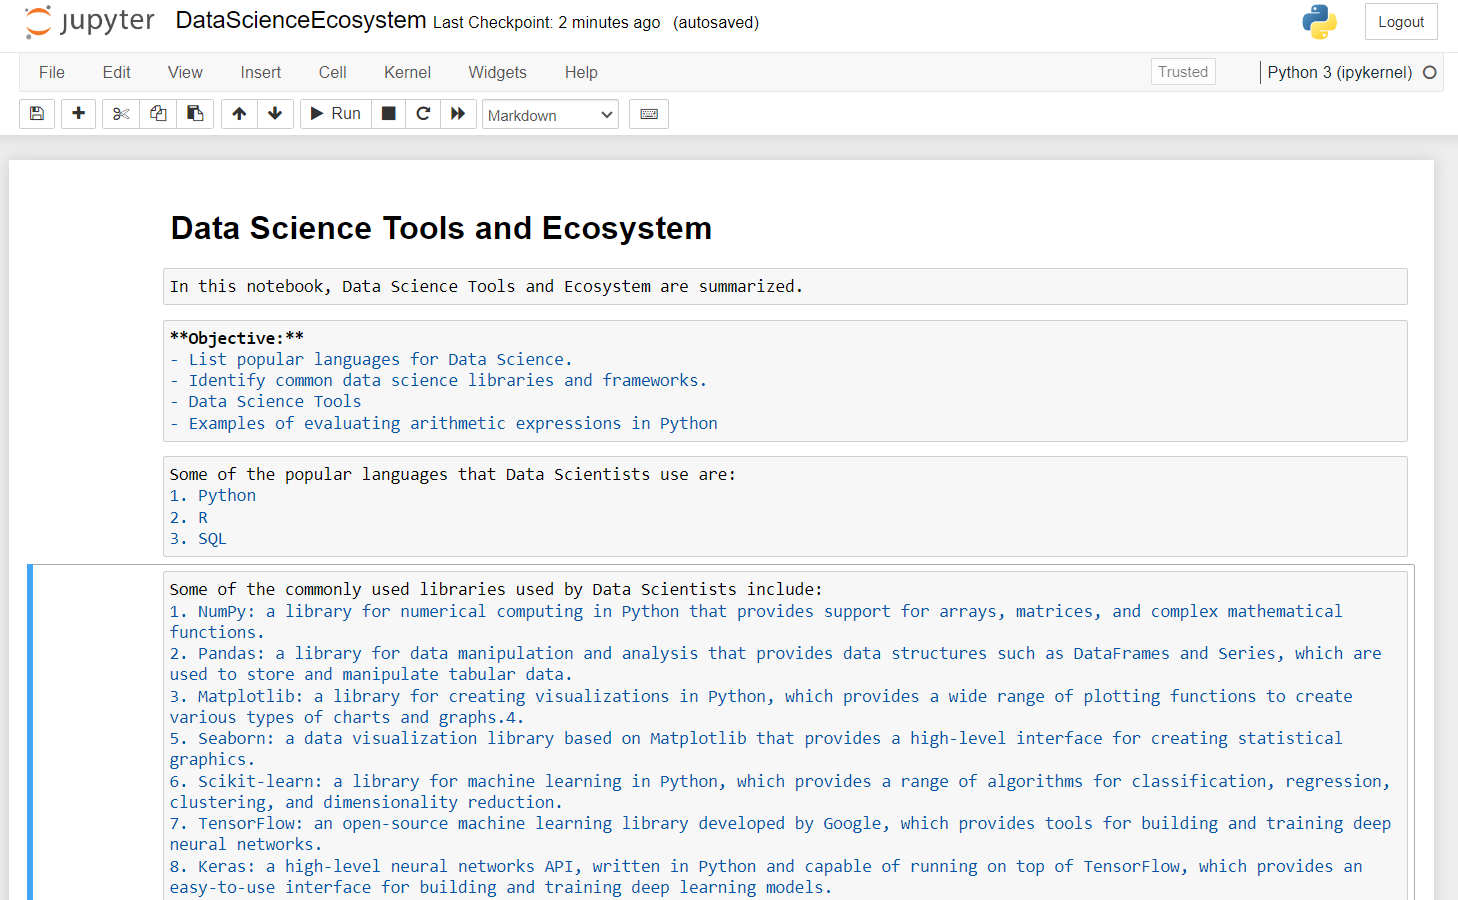 jupyter DataScienceEcosystem Last Checkpoint: 2 minutes ago (autosaved) Logout
File Edit View Insert Cell Kernel Widgets Help Trusted Python 3 (ipykernel)
Run Markdown
Data Science Tools and Ecosystem
In this notebook, Data Science Tools and Ecosystem are summarized.
**Objective:**
- List popular languages for Data Science.
- Identify common data science libraries and frameworks.
- Data Science Tools
- Examples of evaluating arithmetic expressions in Python
Some of the popular languages that Data Scientists use are:
1. Python
2. R
3. SQL
Some of the commonly used libraries used by Data Scientists include:
1. NumPy: a library for numerical computing in Python that provides support for arrays, matrices, and complex mathematical
functions.
2. Pandas: a library for data manipulation and analysis that provides data structures such as DataFrames and Series, which are
used to store and manipulate tabular data.
3. Matplotlib: a library for creating visualizations in Python, which provides a wide range of plotting functions to create
various types of charts and graphs.4.
5. Seaborn: a data visualization library based on Matplotlib that provides a high-level interface for creating statistical
graphics.
6. Scikit-learn: a library for machine learning in Python, which provides a range of algorithms for classification, regression,
clustering, and dimensionality reduction.
7. TensorFlow: an open-source machine learning library developed by Google, which provides tools for building and training deep
neural networks.
8. Keras: a high-level neural networks API, written in Python and capable of running on top of TensorFlow, which provides an
easy-to-use interface for building and training deep learning models.